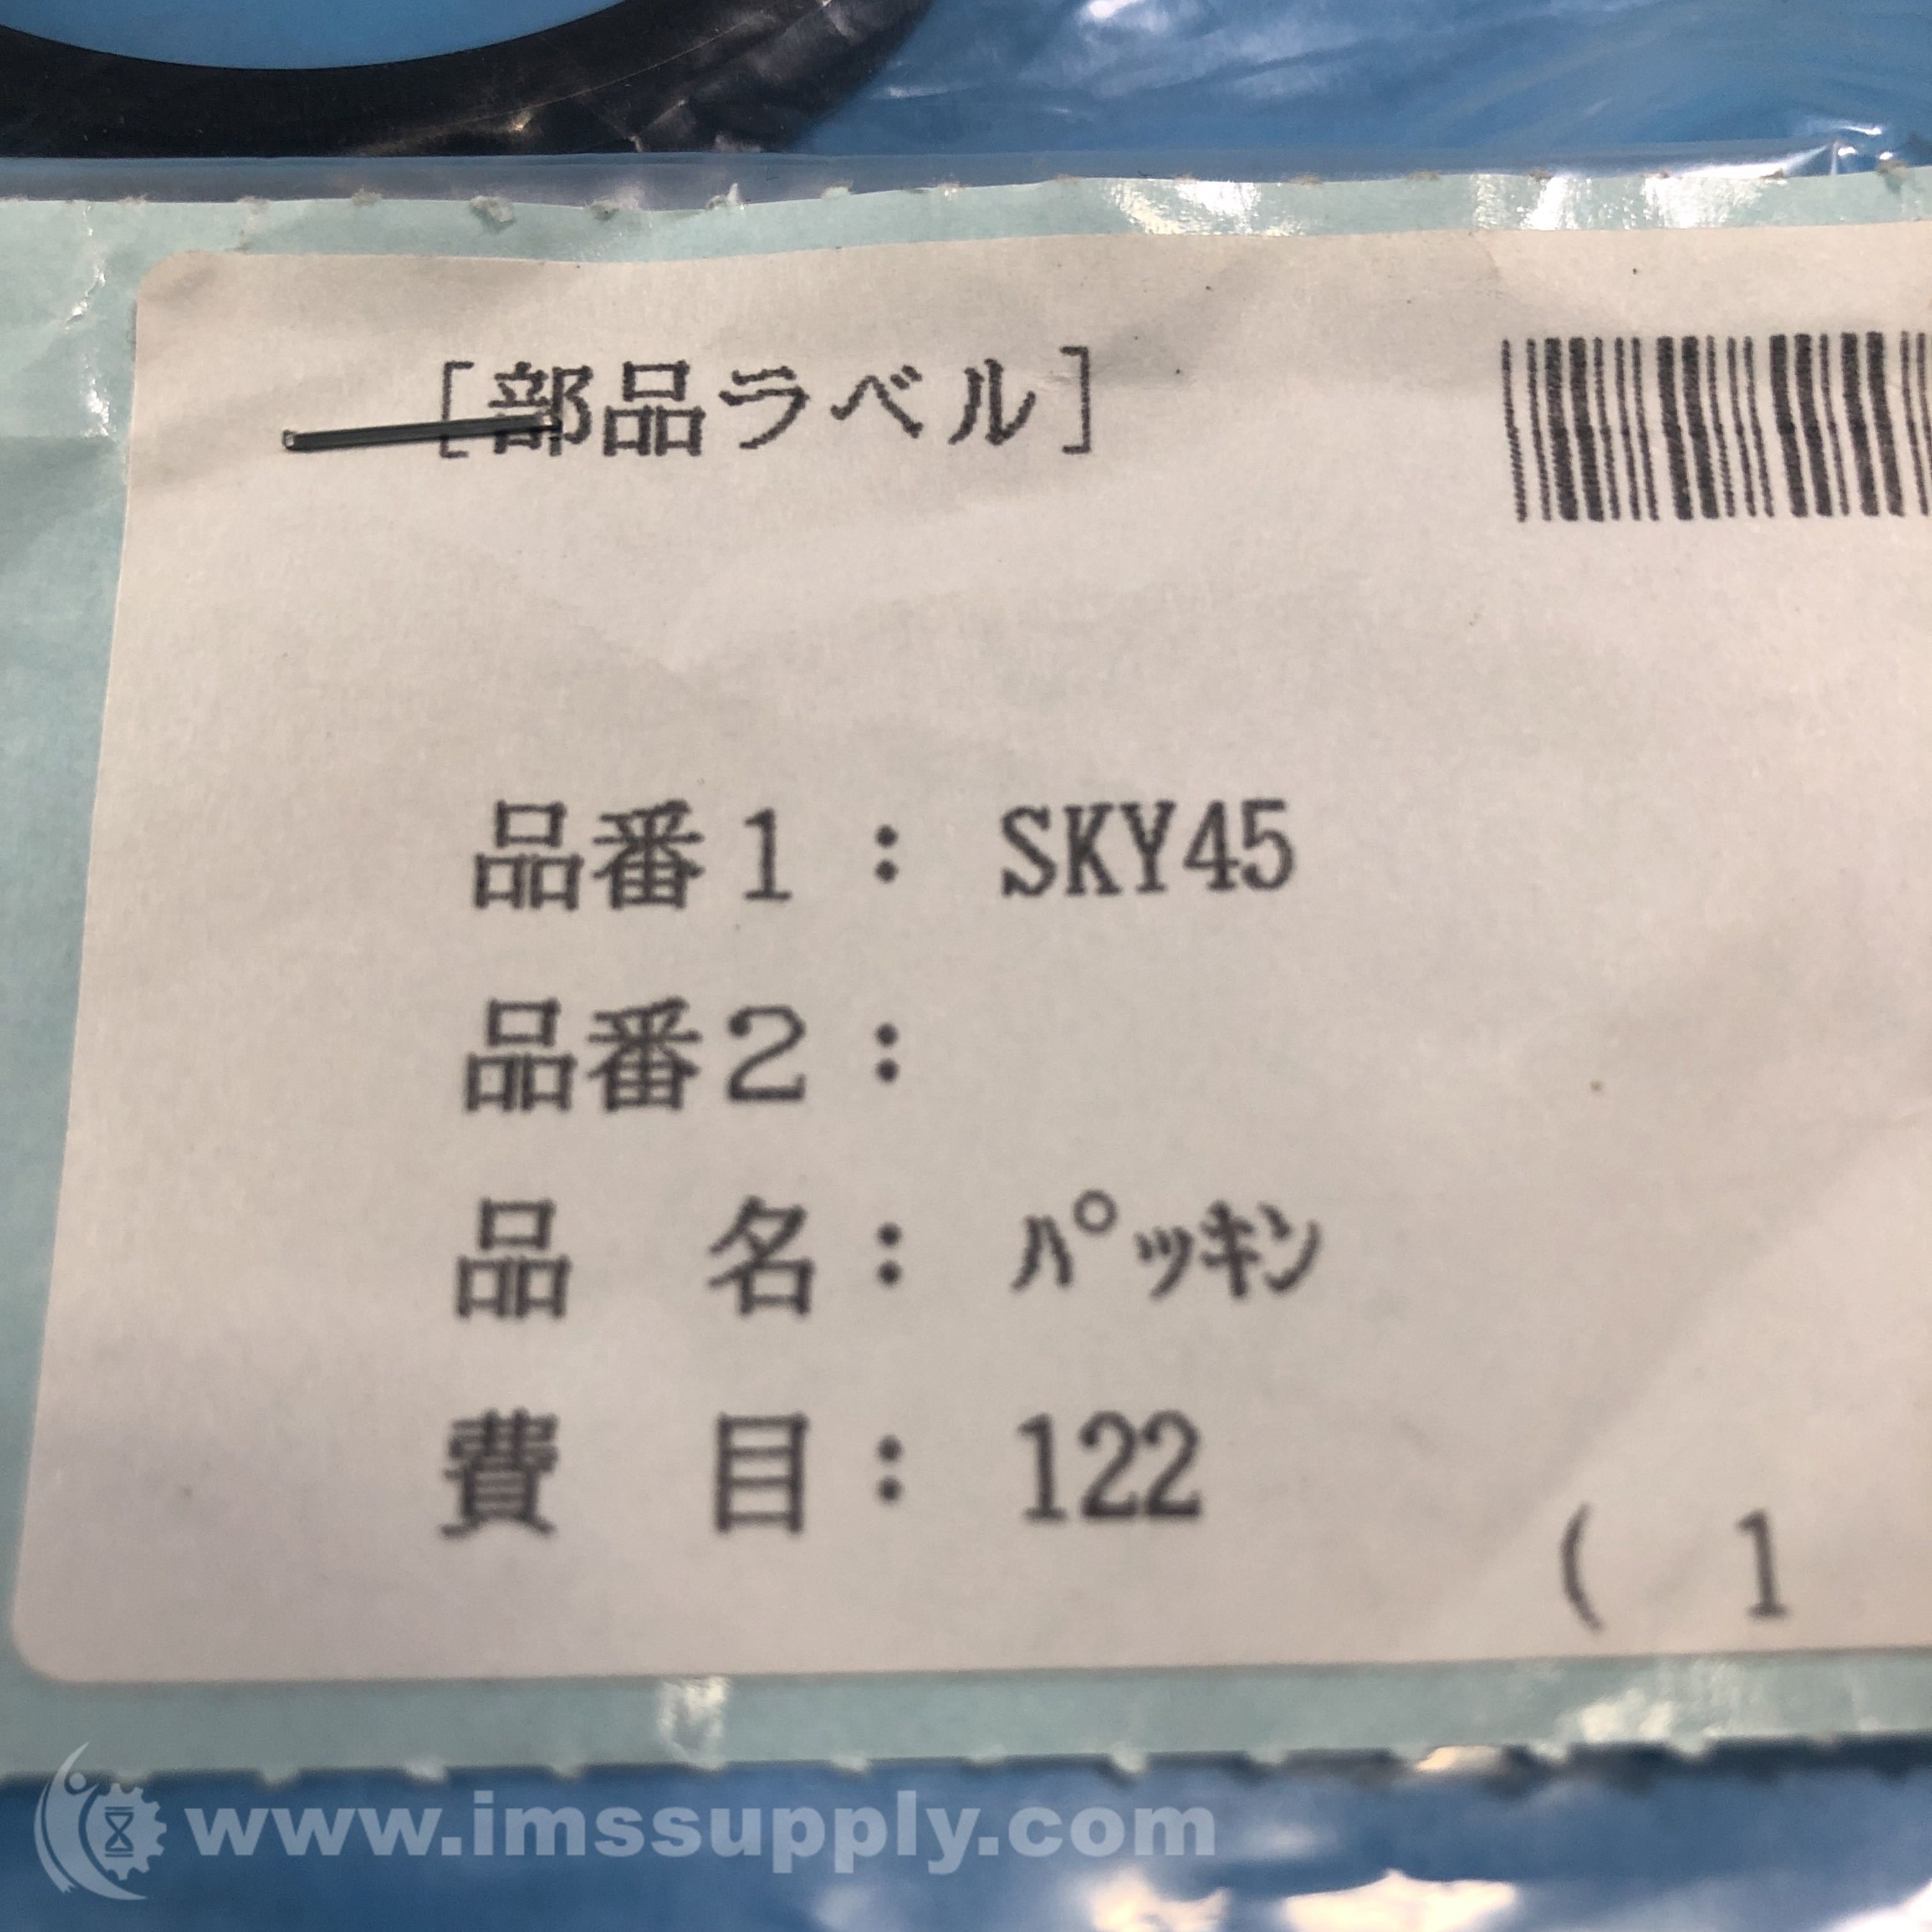 [部品ラベル]
品番1: SKY45
品番2:
品 名: ﾊﾟｯｷﾝ
費 目: 122
( 1
www.imssupply.com